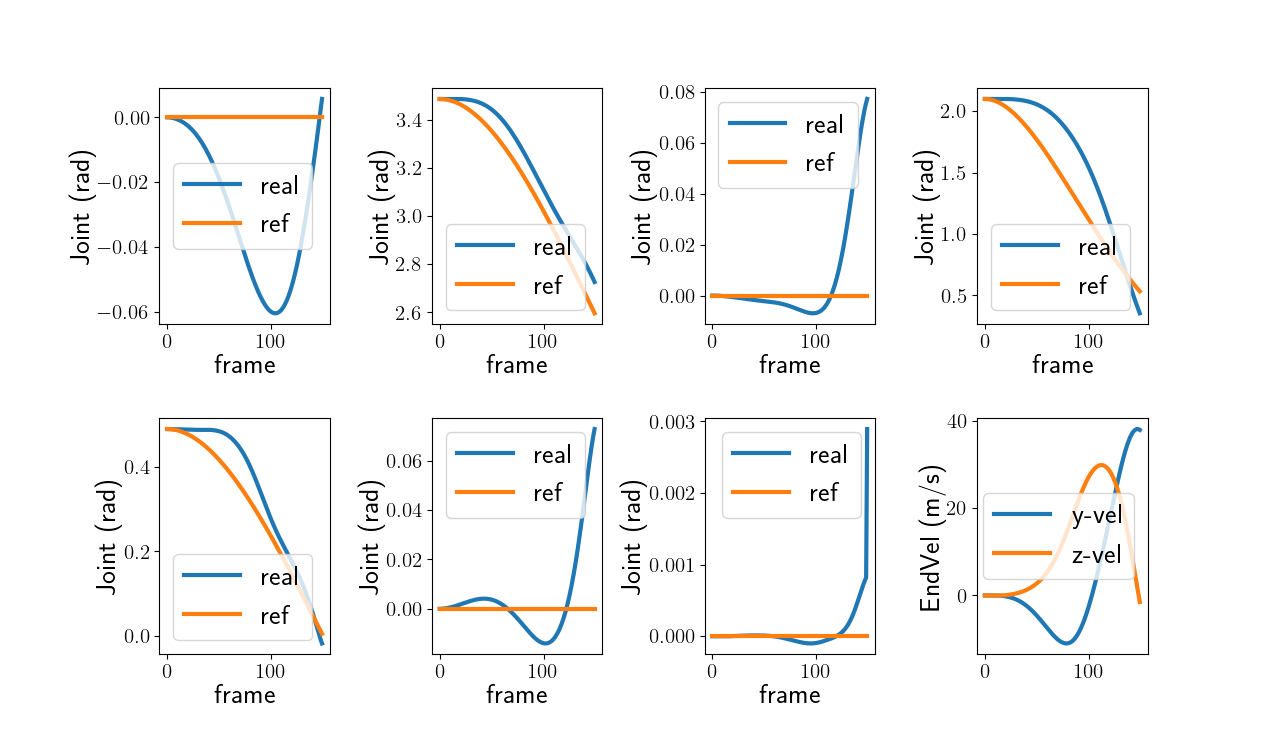 0.00
−0.02
−0.04
−0.06
Joint (rad)
real
ref
0 100
frame
3.4
3.2
3.0
2.8
2.6
Joint (rad)
real
ref
0 100
frame
0.08
0.06
0.04
0.02
0.00
Joint (rad)
real
ref
0 100
frame
2.0
1.5
1.0
0.5
Joint (rad)
real
ref
0 100
frame
0.4
0.2
0.0
Joint (rad)
real
ref
0 100
frame
0.06
0.04
0.02
0.00
Joint (rad)
real
ref
0 100
frame
0.003
0.002
0.001
0.000
Joint (rad)
real
ref
0 100
frame
40
20
0
EndVel (m/s)
y-vel
z-vel
0 100
frame